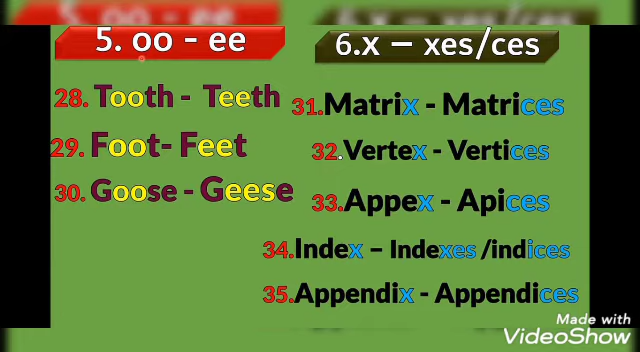 5. oo - ee
28. Tooth - Teeth
29. Foot- Feet
30. Goose - Geese
6.x – xes/ces
31.Matrix - Matrices
32.Vertex - Vertices
33.Appex - Apices
34.Index – Indexes /indices
35.Appendix - Appendices
Made with
VideoShow